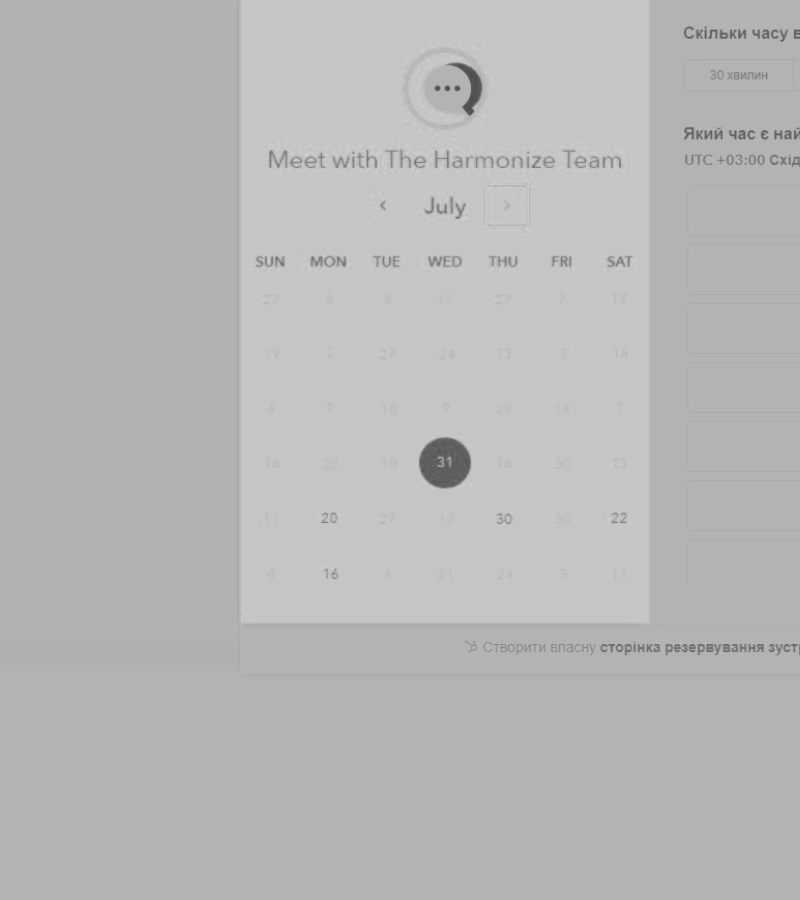 Meet with The Harmonize Team
‹ July ›
SUN MON TUE WED THU FRI SAT
27 6 8 11 27 7 12
19 2 27 24 13 3 16
4 9 18 9 29 14 7
16 22 18 31 16 30 23
11 20 27 17 30 30 22
4 16 4 21 24 3 11
Скільки часу в
30 хвилин
Який час є най
UTC +03:00 Схід
Створити власну сторінка резервування зуст